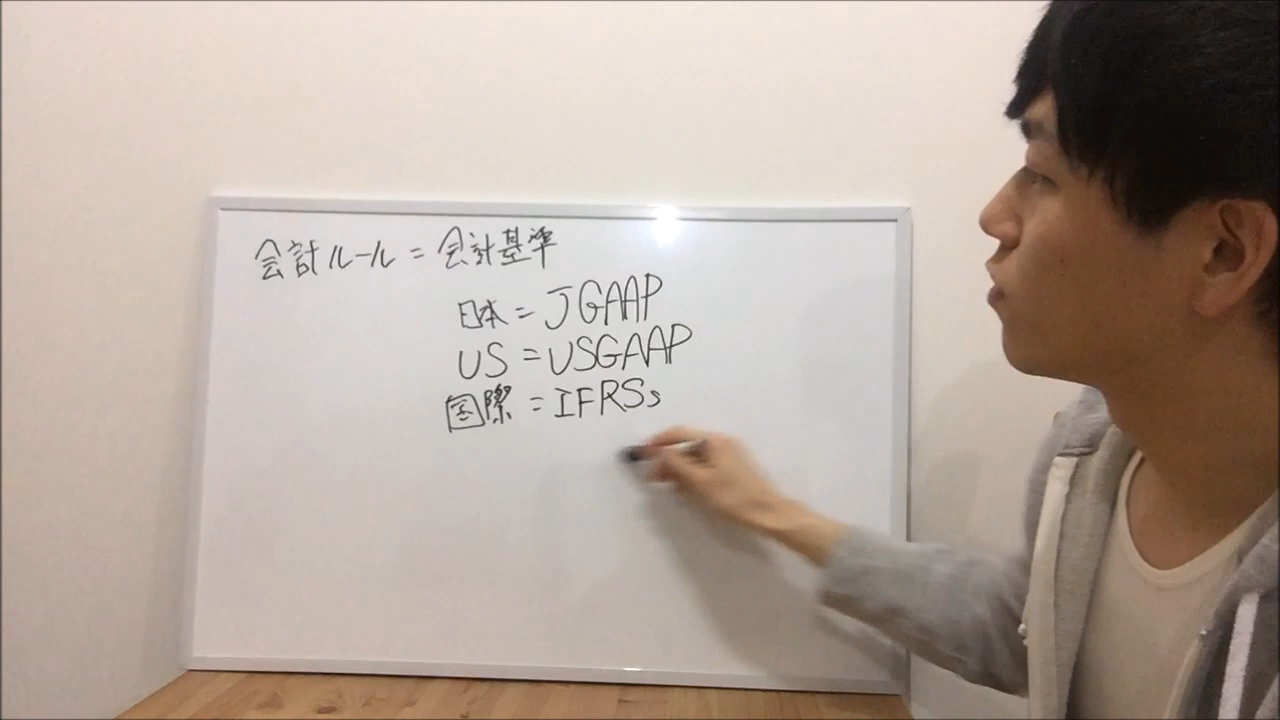 会計ルール = 会計基準
日本 = JGAAP
US = USGAAP
国際 = IFRSs